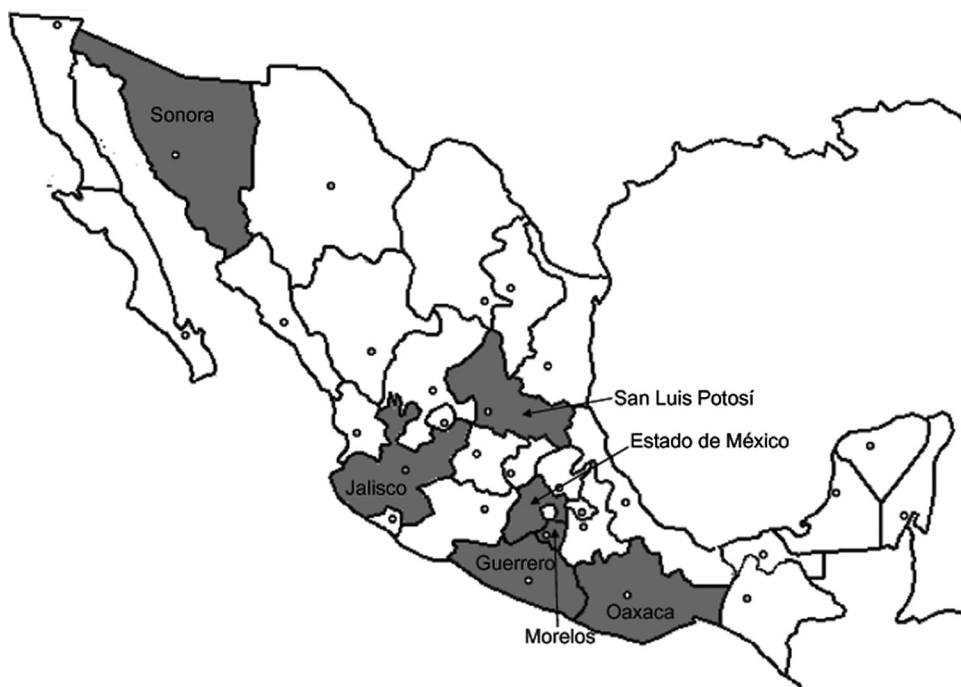 Sonora
San Luis Potosí
Estado de México
Jalisco
Guerrero
Oaxaca
Morelos